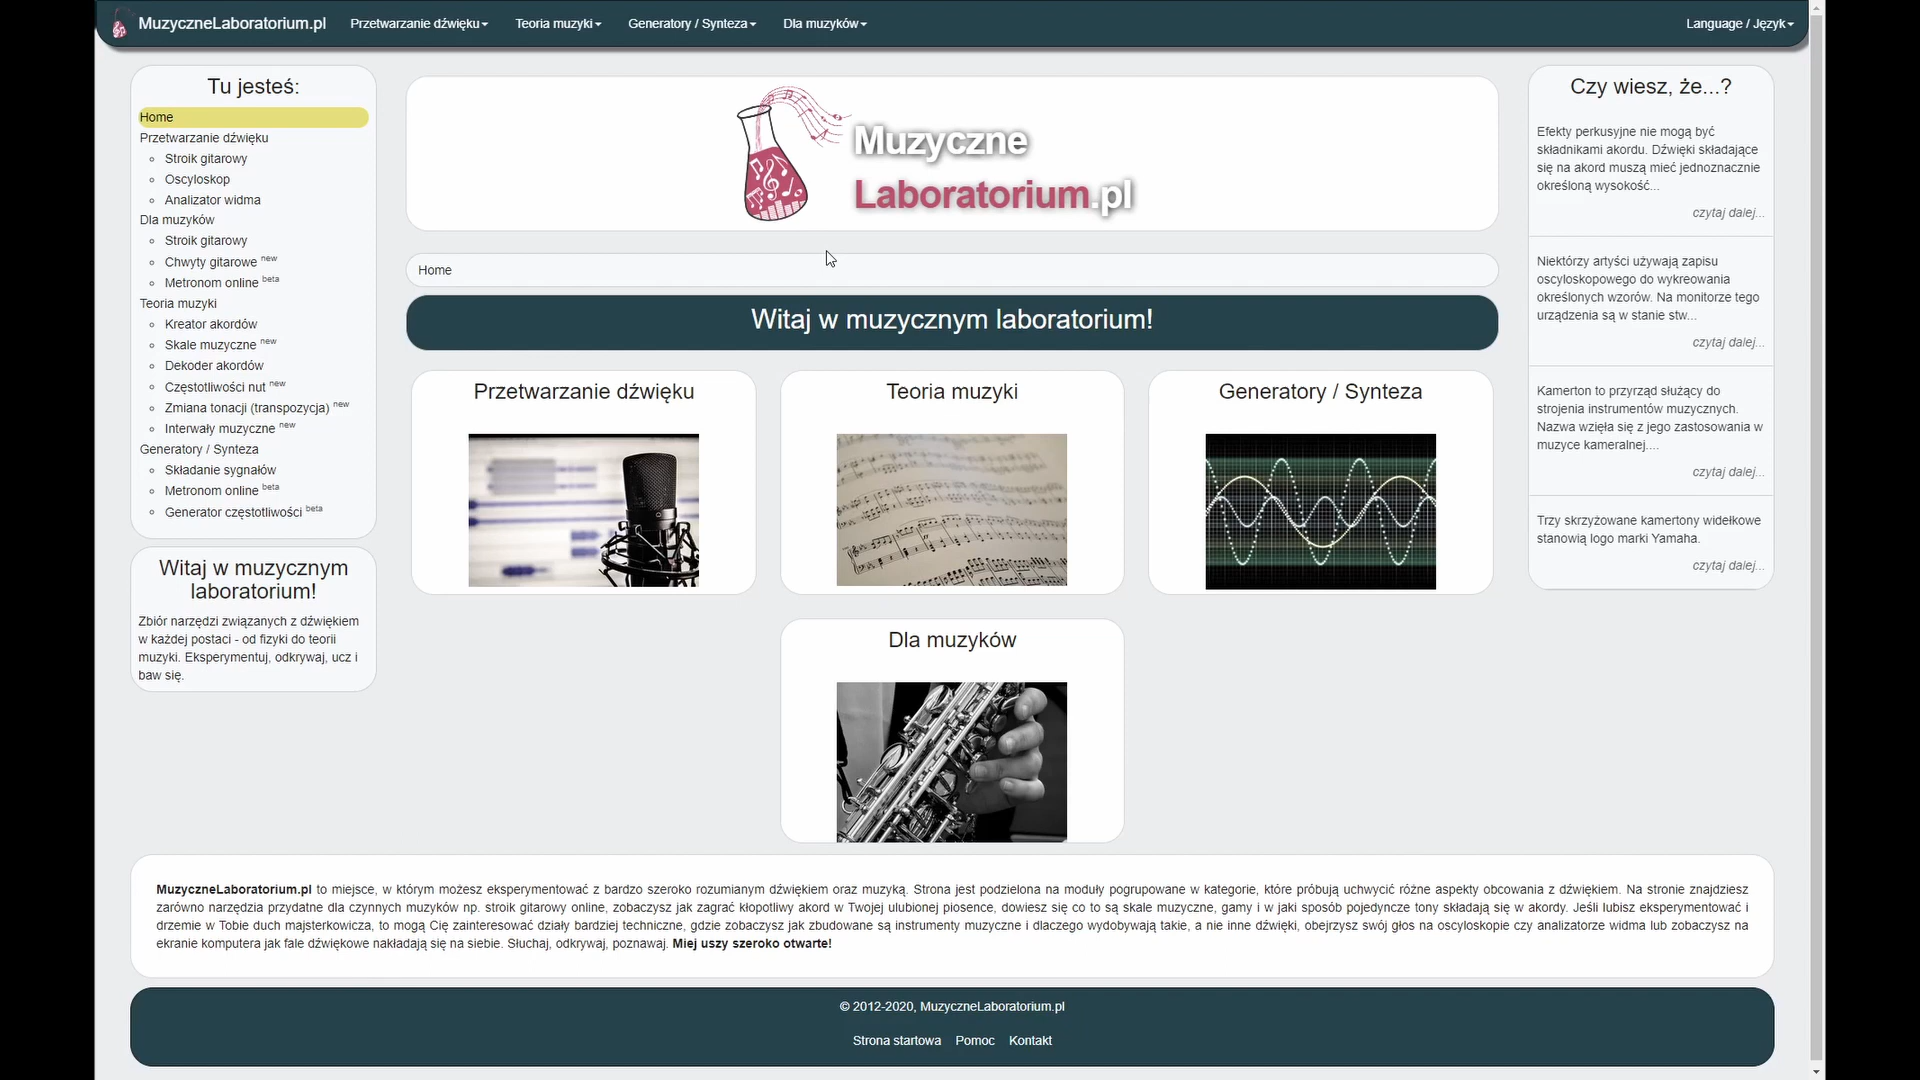 MuzyczneLaboratorium.pl
Przetwarzanie dźwięku
Teoria muzyki
Generatory / Synteza
Dla muzyków
Language / Język
Tu jesteś:
Home
Przetwarzanie dźwięku
Stroik gitarowy
Oscyloskop
Analizator widma
Dla muzyków
Stroik gitarowy
Chwyty gitarowe new
Metronom online beta
Teoria muzyki
Kreator akordów
Skale muzyczne new
Dekoder akordów
Częstotliwości nut new
Zmiana tonacji (transpozycja) new
Interwały muzyczne new
Generatory / Synteza
Składanie sygnałów
Metronom online beta
Generator częstotliwości beta
Witaj w muzycznym
laboratorium!
Zbiór narzędzi związanych z dźwiękiem
w każdej postaci - od fizyki do teorii
muzyki. Eksperymentuj, odkrywaj, ucz i
baw się.
Muzyczne
Laboratorium.pl
Home
Witaj w muzycznym laboratorium!
Przetwarzanie dźwięku
Teoria muzyki
Generatory / Synteza
Dla muzyków
Czy wiesz, że...?
Efekty perkusyjne nie mogą być
składnikami akordu. Dźwięki składające
się na akord muszą mieć jednoznacznie
określoną wysokość...
czytaj dalej...
Niektórzy artyści używają zapisu
oscyloskopowego do wykreowania
określonych wzorów. Na monitorze tego
urządzenia są w stanie stw...
czytaj dalej...
Kamerton to przyrząd służący do
strojenia instrumentów muzycznych.
Nazwa wzięła się z jego zastosowania w
muzyce kameralnej....
czytaj dalej...
Trzy skrzyżowane kamertony widełkowe
stanowią logo marki Yamaha.
czytaj dalej...
MuzyczneLaboratorium.pl to miejsce, w którym możesz eksperymentować z bardzo szeroko rozumianym dźwiękiem oraz muzyką. Strona jest podzielona na moduły pogrupowane w kategorie, które próbują uchwycić różne aspekty obcowania z dźwiękiem. Na stronie znajdziesz
zarówno narzędzia przydatne dla czynnych muzyków np. stroik gitarowy online, zobaczysz jak zagrać kłopotliwy akord w Twojej ulubionej piosence, dowiesz się co to są skale muzyczne, gamy i w jaki sposób pojedyncze tony składają się w akordy. Jeśli lubisz eksperymentować i
drzemie w Tobie duch majsterkowicza, to mogą Cię zainteresować działy bardziej techniczne, gdzie zobaczysz jak zbudowane są instrumenty muzyczne i dlaczego wydobywają takie, a nie inne dźwięki, obejrzysz swój głos na oscyloskopie czy analizatorze widma lub zobaczysz na
ekranie komputera jak fale dźwiękowe nakładają się na siebie. Słuchaj, odkrywaj, poznawaj. Miej uszy szeroko otwarte!
© 2012-2020, MuzyczneLaboratorium.pl
Strona startowa Pomoc Kontakt